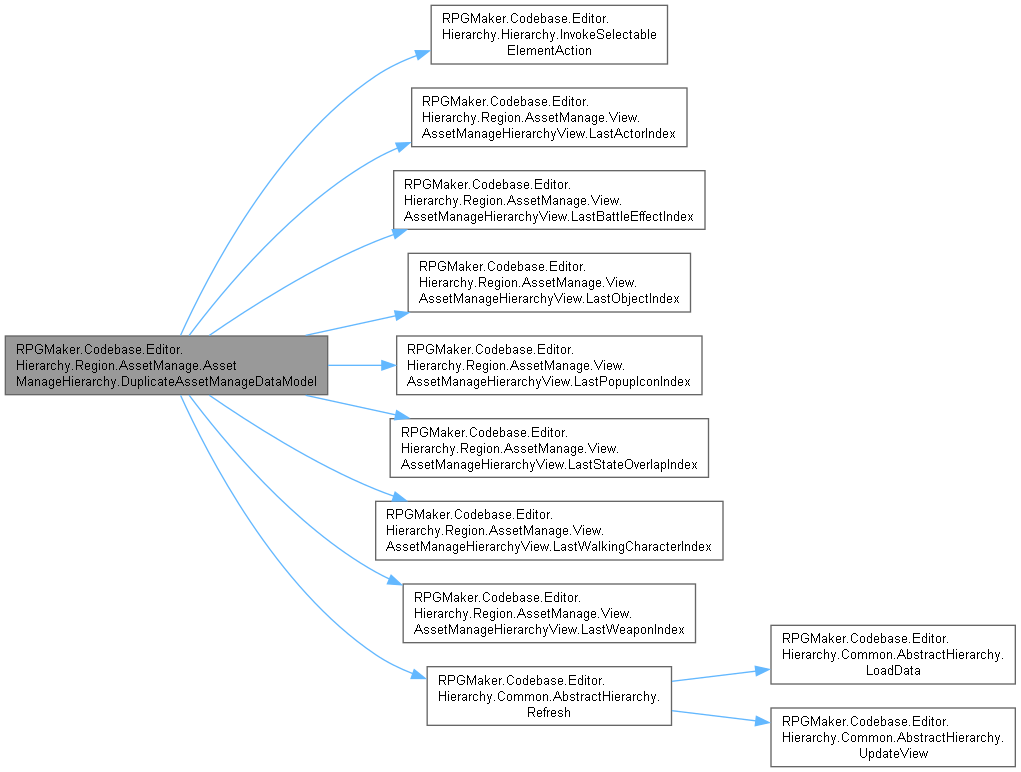 RPGMaker.Codebase.Editor.
Hierarchy.Hierarchy.InvokeSelectable
ElementAction
RPGMaker.Codebase.Editor.
Hierarchy.Region.AssetManage.View.
AssetManageHierarchyView.LastActorIndex
RPGMaker.Codebase.Editor.
Hierarchy.Region.AssetManage.View.
AssetManageHierarchyView.LastBattleEffectIndex
RPGMaker.Codebase.Editor.
Hierarchy.Region.AssetManage.View.
AssetManageHierarchyView.LastObjectIndex
RPGMaker.Codebase.Editor.
Hierarchy.Region.AssetManage.Asset
ManageHierarchy.DuplicateAssetManageDataModel
RPGMaker.Codebase.Editor.
Hierarchy.Region.AssetManage.View.
AssetManageHierarchyView.LastPopupIconIndex
RPGMaker.Codebase.Editor.
Hierarchy.Region.AssetManage.View.
AssetManageHierarchyView.LastStateOverlapIndex
RPGMaker.Codebase.Editor.
Hierarchy.Region.AssetManage.View.
AssetManageHierarchyView.LastWalkingCharacterIndex
RPGMaker.Codebase.Editor.
Hierarchy.Region.AssetManage.View.
AssetManageHierarchyView.LastWeaponIndex
RPGMaker.Codebase.Editor.
Hierarchy.Common.AbstractHierarchy.
Refresh
RPGMaker.Codebase.Editor.
Hierarchy.Common.AbstractHierarchy.
LoadData
RPGMaker.Codebase.Editor.
Hierarchy.Common.AbstractHierarchy.
UpdateView